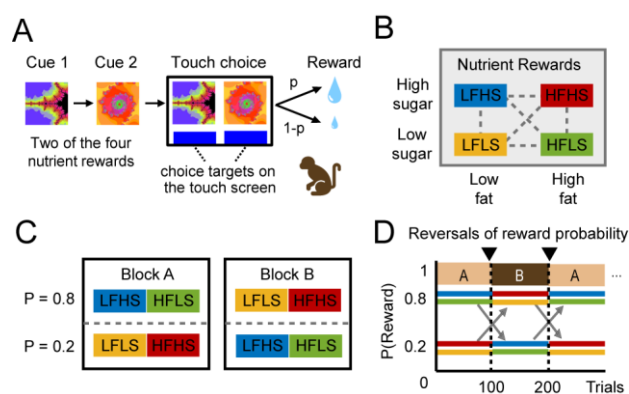 A
Cue 1
Cue 2
Touch choice
Reward
p
1-p
Two of the four
nutrient rewards
choice targets on
the touch screen
B
Nutrient Rewards
High
sugar
LFHS
HFHS
Low
sugar
LFLS
HFLS
Low
fat
High
fat
C
Block A
Block B
P = 0.8
LFHS
HFLS
LFLS
HFHS
P = 0.2
LFLS
HFHS
LFHS
HFLS
D
Reversals of reward probability
P(Reward)
1
A
B
A
...
0.8
0.2
0
100
200
Trials